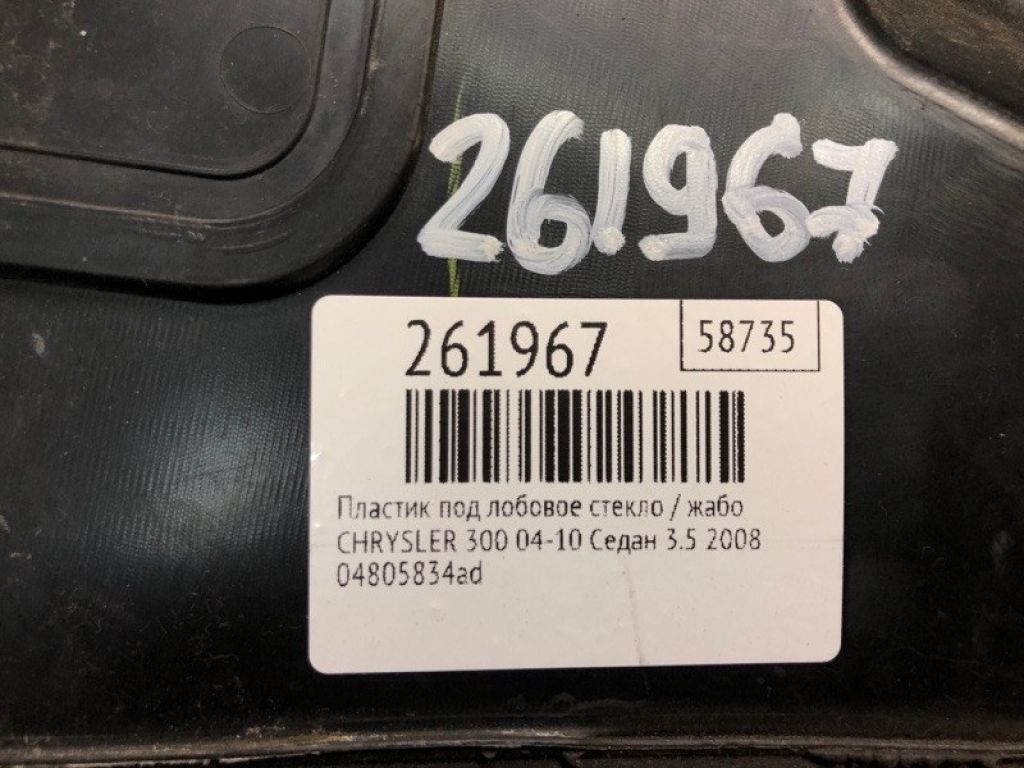 261967
261967
58735
Пластик под лобовое стекло / жабо
CHRYSLER 300 04-10 Седан 3.5 2008
04805834ad